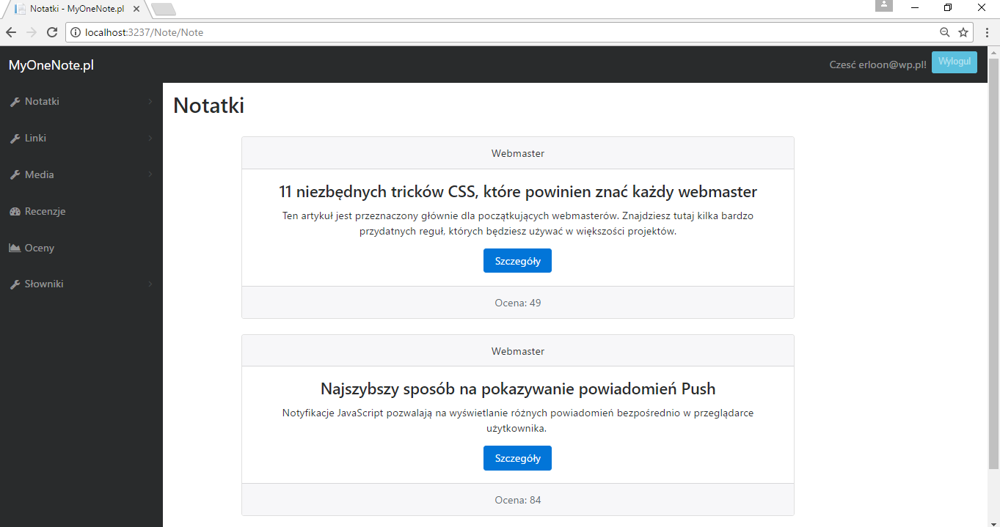 Notatki - MyOneNote.pl
localhost:3237/Note/Note
MyOneNote.pl
Czesć erloon@wp.pl!
Wyloguj
Notatki
Linki
Media
Recenzje
Oceny
Słowniki
Notatki
Webmaster
11 niezbędnych tricków CSS, które powinien znać każdy webmaster
Ten artykuł jest przeznaczony głównie dla początkujących webmasterów. Znajdziesz tutaj kilka bardzo
przydatnych reguł, których będziesz używać w większości projektów.
Szczegóły
Ocena: 49
Webmaster
Najszybszy sposób na pokazywanie powiadomień Push
Notyfikacje JavaScript pozwalają na wyświetlanie różnych powiadomień bezpośrednio w przeglądarce
użytkownika.
Szczegóły
Ocena: 84